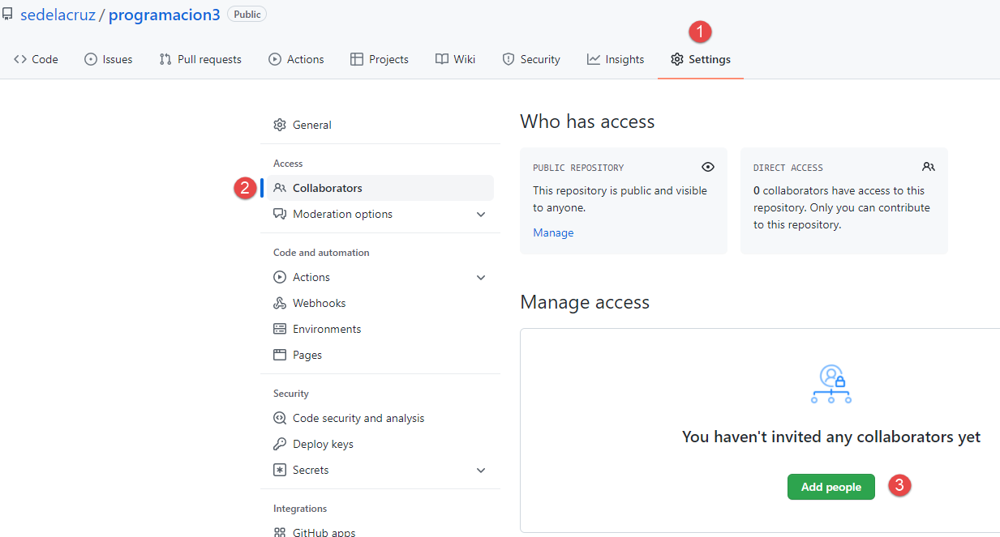 sedelacruz / programacion3 Public
1
Code Issues Pull requests Actions Projects Wiki Security Insights Settings
General
Access
2
Collaborators
Moderation options
Code and automation
Actions
Webhooks
Environments
Pages
Security
Code security and analysis
Deploy keys
Secrets
Integrations
GitHub apps
Who has access
PUBLIC REPOSITORY
This repository is public and visible
to anyone.
Manage
DIRECT ACCESS
0 collaborators have access to this
repository. Only you can contribute
to this repository.
Manage access
You haven't invited any collaborators yet
Add people
3